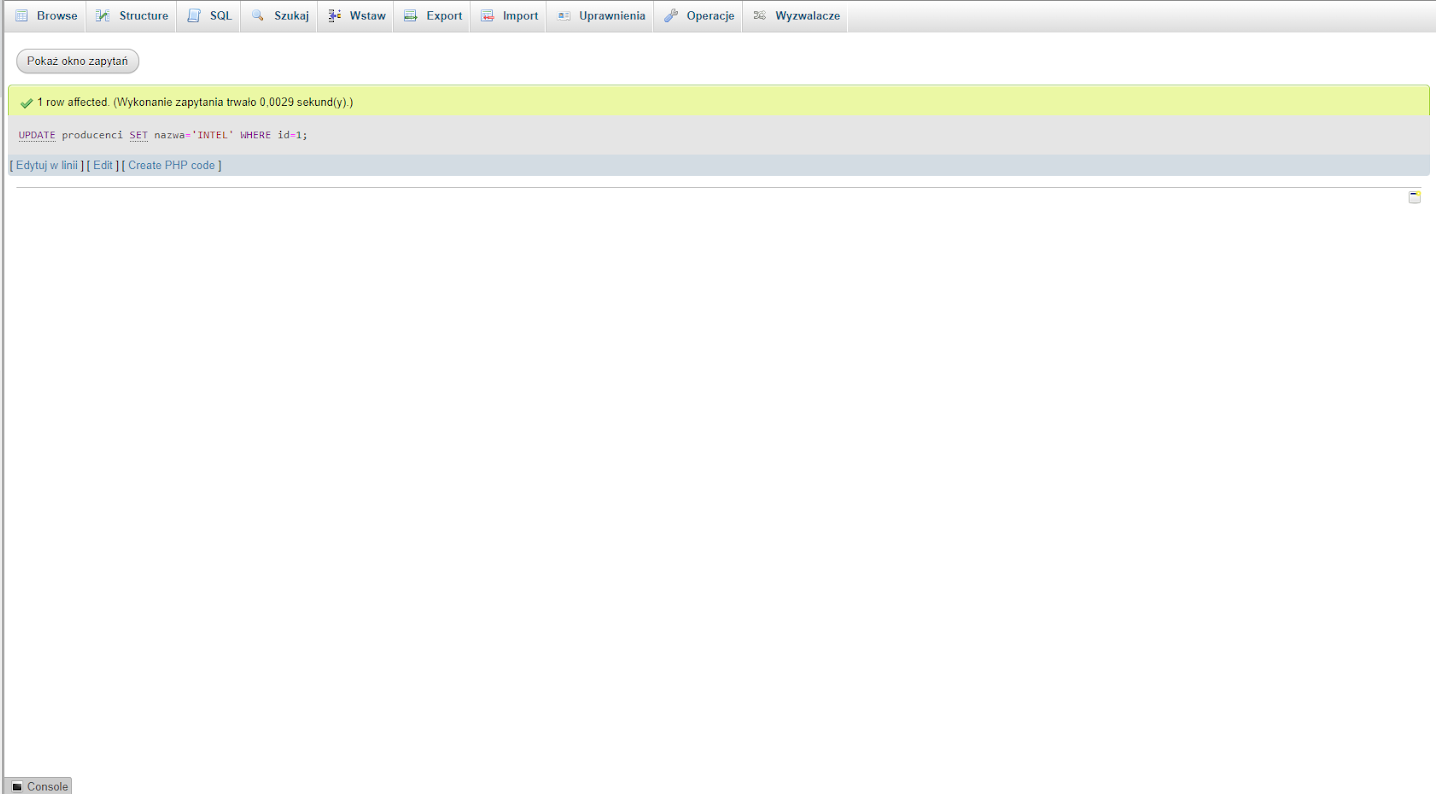 Browse Structure SQL Szukaj Wstaw Export Import Uprawnienia Operacje Wyzwalacze
Pokaż okno zapytań
1 row affected. (Wykonanie zapytania trwało 0,0029 sekund(y).)
UPDATE producenci SET nazwa='INTEL' WHERE id=1;
[ Edytuj w linii ] [ Edit ] [ Create PHP code ]
Console